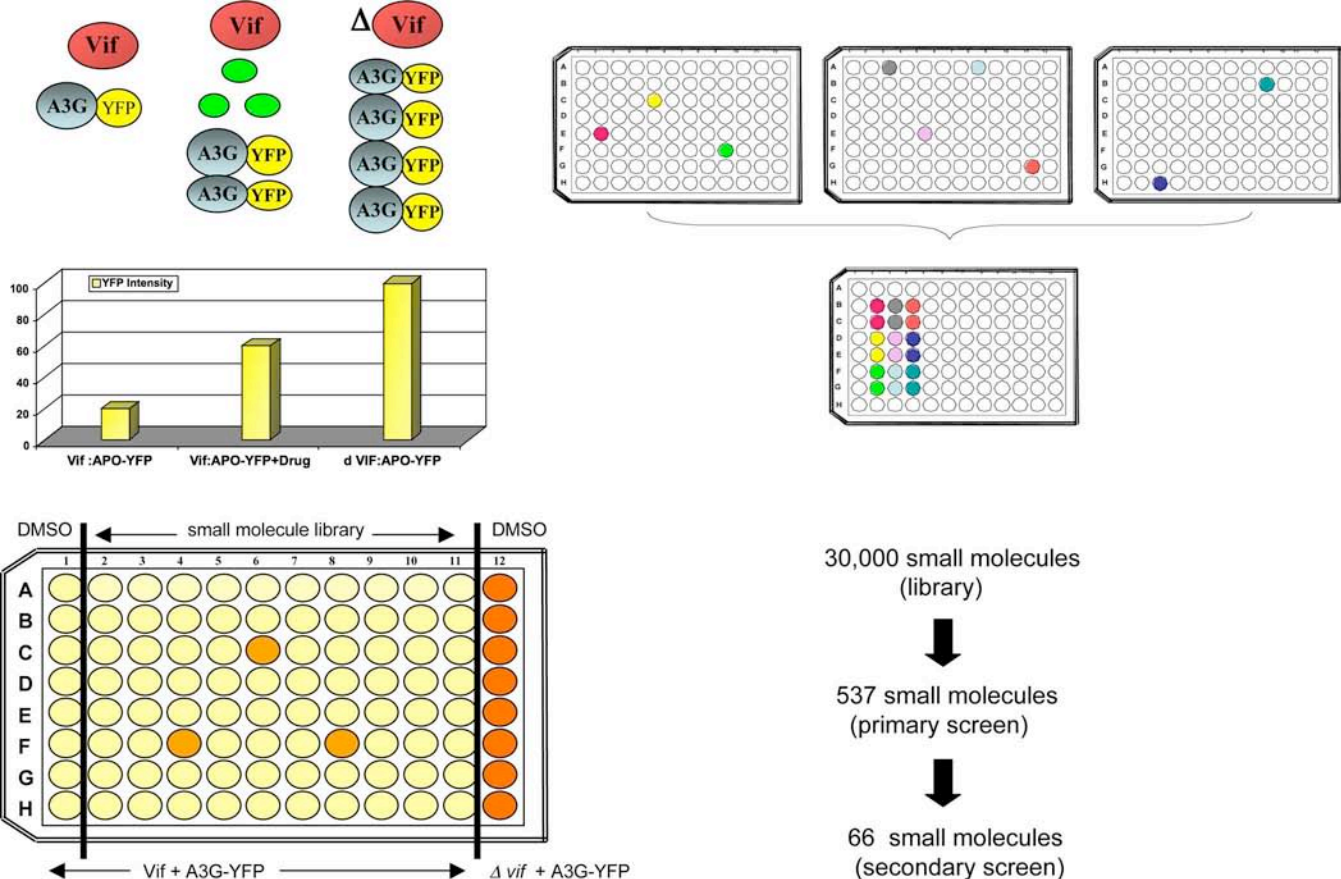 Vif
A3G YFP
Vif
A3G YFP
A3G YFP
Δ Vif
A3G YFP
A3G YFP
A3G YFP
A3G YFP
A
B
C
D
E
F
G
H
A
B
C
D
E
F
G
H
A
B
C
D
E
F
G
H
A
B
C
D
E
F
G
H
YFP Intensity
100
80
60
40
20
0
Vif :APO-YFP
Vif:APO-YFP+Drug
d VIF:APO-YFP
DMSO
small molecule library
DMSO
1 2 3 4 5 6 7 8 9 10 11 12
A
B
C
D
E
F
G
H
Vif + A3G-YFP
Δ vif + A3G-YFP
30,000 small molecules
(library)
537 small molecules
(primary screen)
66 small molecules
(secondary screen)